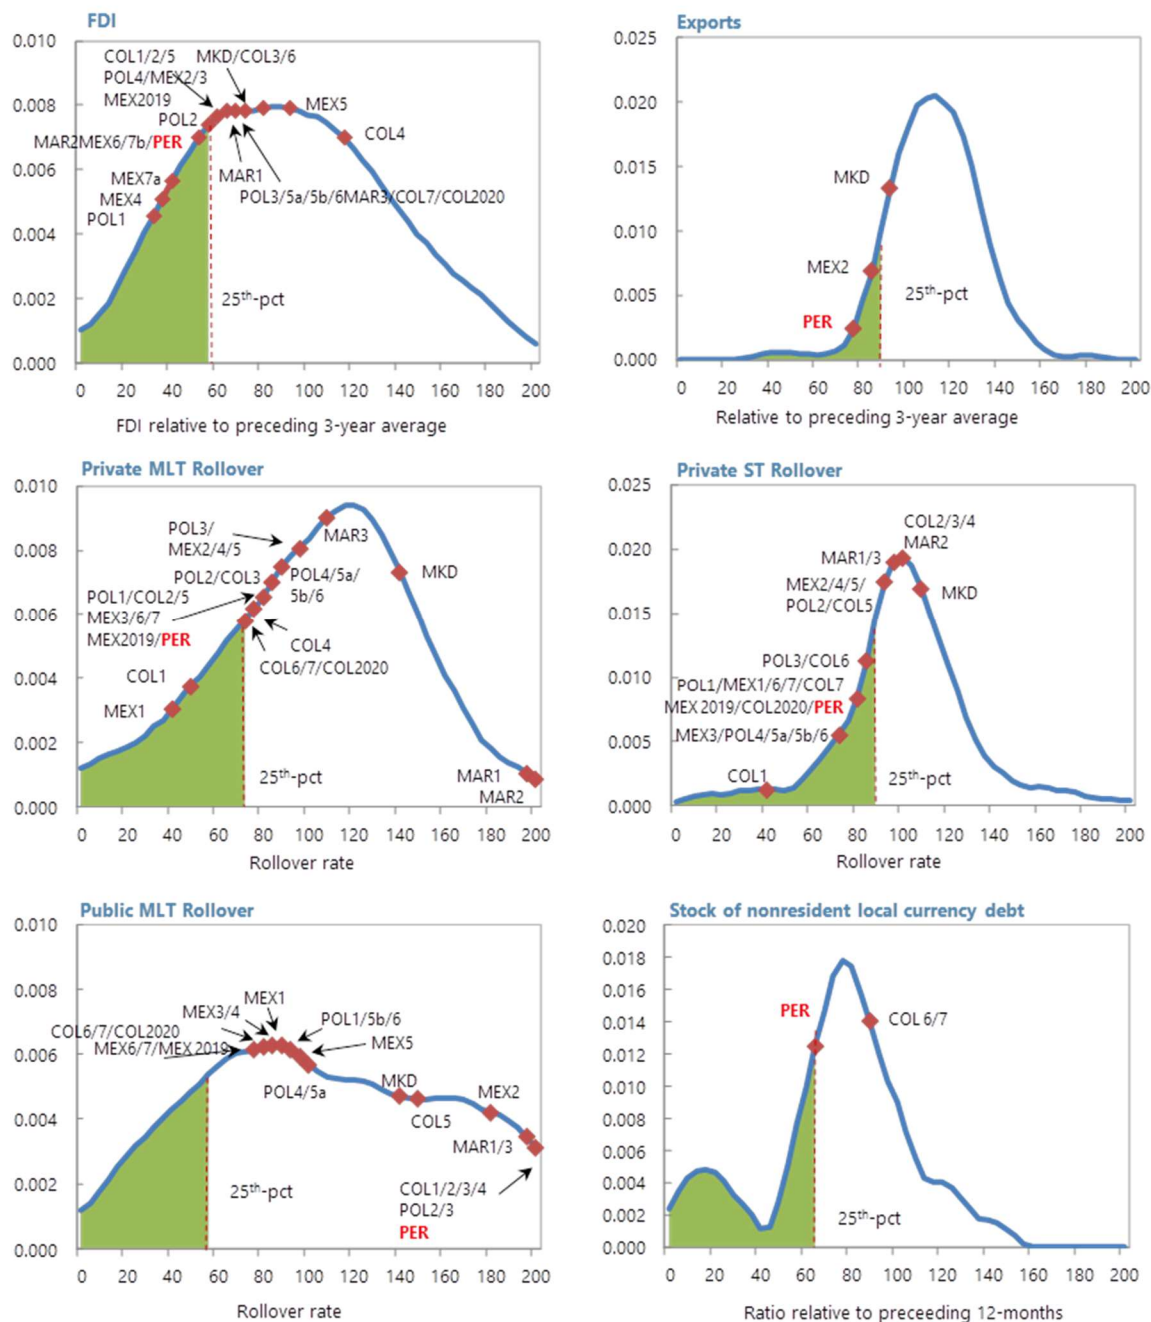 FDI
0.010
0.008
0.006
0.004
0.002
0.000
COL1/2/5
POL4/MEX2/3
MEX2019
MKD/COL3/6
POL2
MEX5
COL4
MAR2MEX6/7b/PER
MEX7a
MEX4
POL1
MAR1
POL3/5a/5b/6MAR3/COL7/COL2020
25th-pct
0 20 40 60 80 100 120 140 160 180 200
FDI relative to preceding 3-year average
Exports
0.025
0.020
0.015
0.010
0.005
0.000
MKD
MEX2
PER
25th-pct
0 20 40 60 80 100 120 140 160 180 200
Relative to preceding 3-year average
Private MLT Rollover
0.010
0.008
0.006
0.004
0.002
0.000
POL3/
MEX2/4/5
MAR3
POL2/COL3
POL4/5a/
5b/6
MKD
POL1/COL2/5
MEX3/6/7
MEX2019/PER
COL4
COL6/7/COL2020
COL1
MEX1
25th-pct
MAR1
MAR2
0 20 40 60 80 100 120 140 160 180 200
Rollover rate
Private ST Rollover
0.025
0.020
0.015
0.010
0.005
0.000
COL2/3/4
MAR2
MAR1/3
MEX2/4/5/
POL2/COL5
MKD
POL3/COL6
POL1/MEX1/6/7/COL7
MEX2019/COL2020/PER
MEX3/POL4/5a/5b/6
COL1
25th-pct
0 20 40 60 80 100 120 140 160 180 200
Rollover rate
Public MLT Rollover
0.010
0.008
0.006
0.004
0.002
0.000
MEX1
MEX3/4
POL1/5b/6
COL6/7/COL2020
MEX6/7/MEX2019
MEX5
POL4/5a
MKD
COL5
MEX2
MAR1/3
25th-pct
COL1/2/3/4
POL2/3
PER
0 20 40 60 80 100 120 140 160 180 200
Rollover rate
Stock of nonresident local currency debt
0.020
0.018
0.016
0.014
0.012
0.010
0.008
0.006
0.004
0.002
0.000
PER
COL 6/7
25th-pct
0 20 40 60 80 100 120 140 160 180 200
Ratio relative to preceeding 12-months